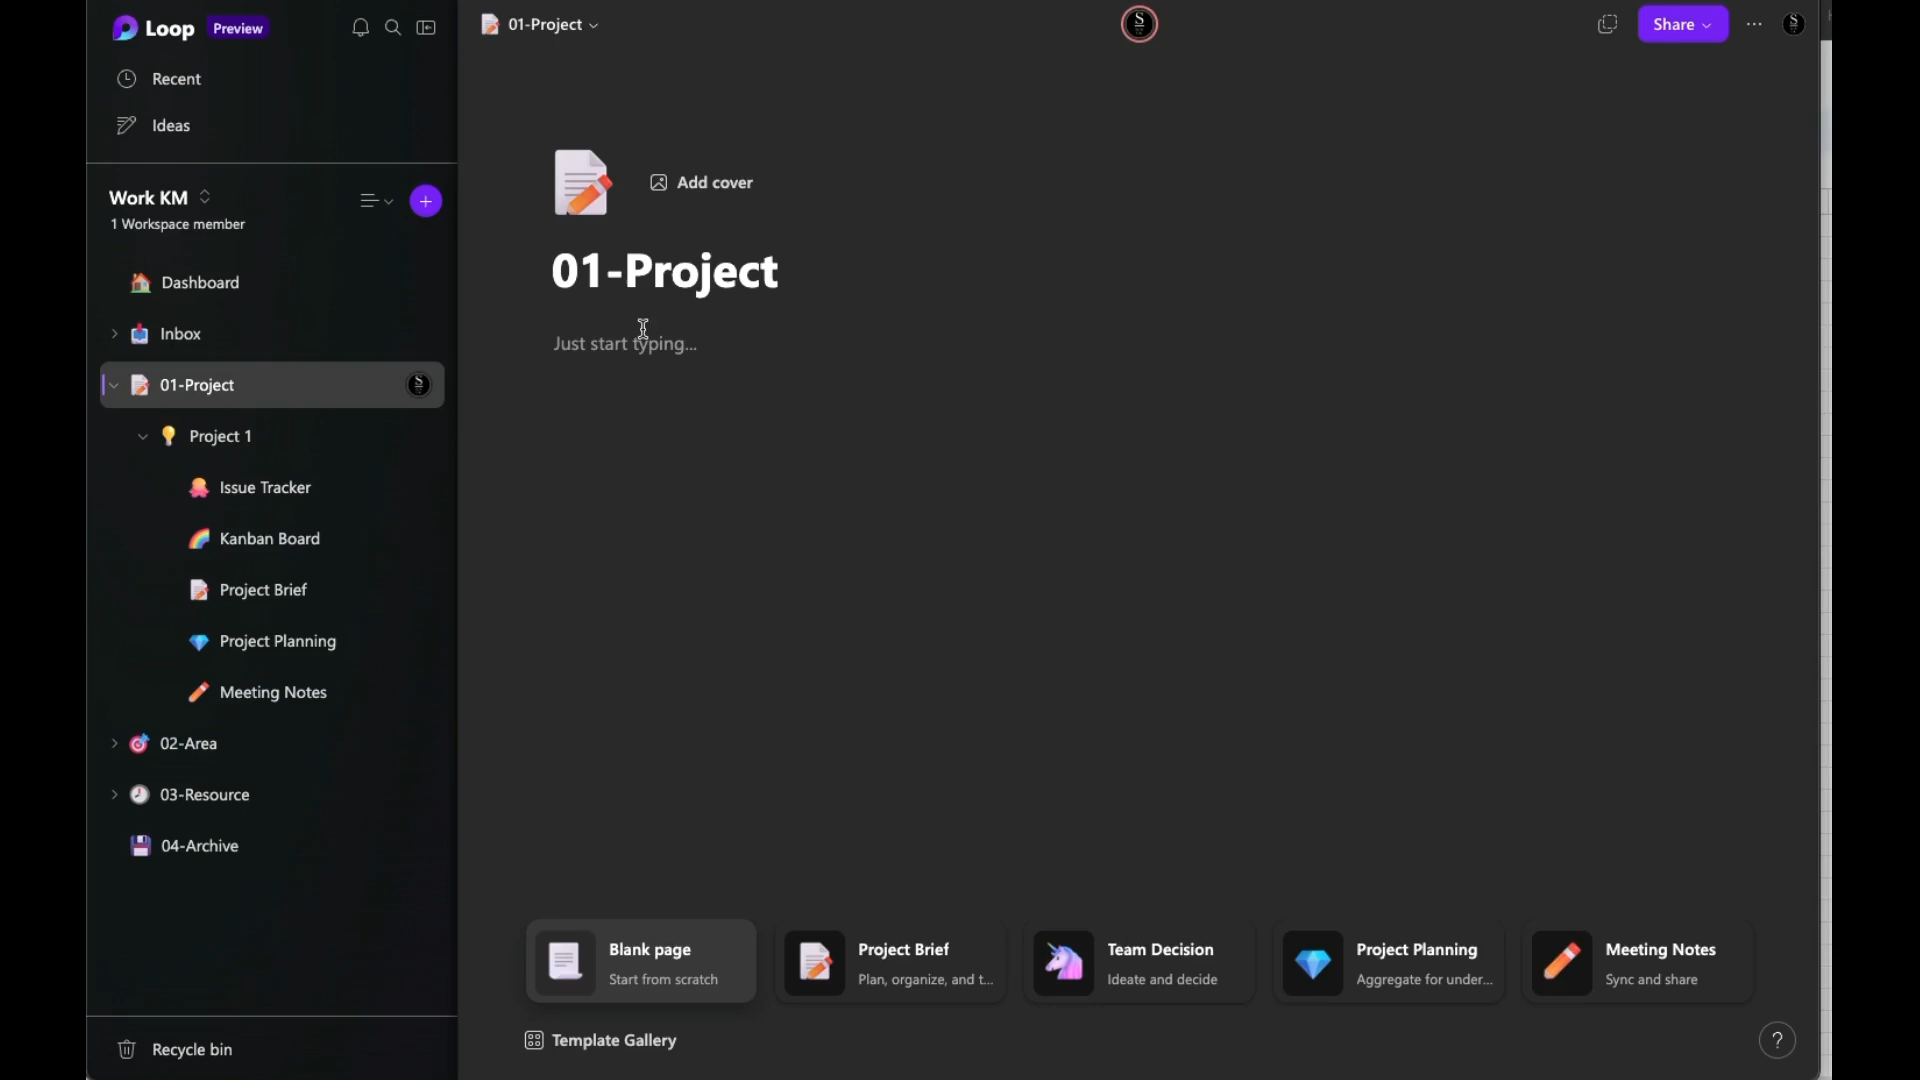 Loop Preview
Recent
Ideas
Work KM
1 Workspace member
Dashboard
Inbox
01-Project
Project 1
Issue Tracker
Kanban Board
Project Brief
Project Planning
Meeting Notes
02-Area
03-Resource
04-Archive
Recycle bin
01-Project
Share
Add cover
01-Project
Just start typing...
Blank page
Start from scratch
Project Brief
Plan, organize, and t...
Team Decision
Ideate and decide
Project Planning
Aggregate for under...
Meeting Notes
Sync and share
Template Gallery
?